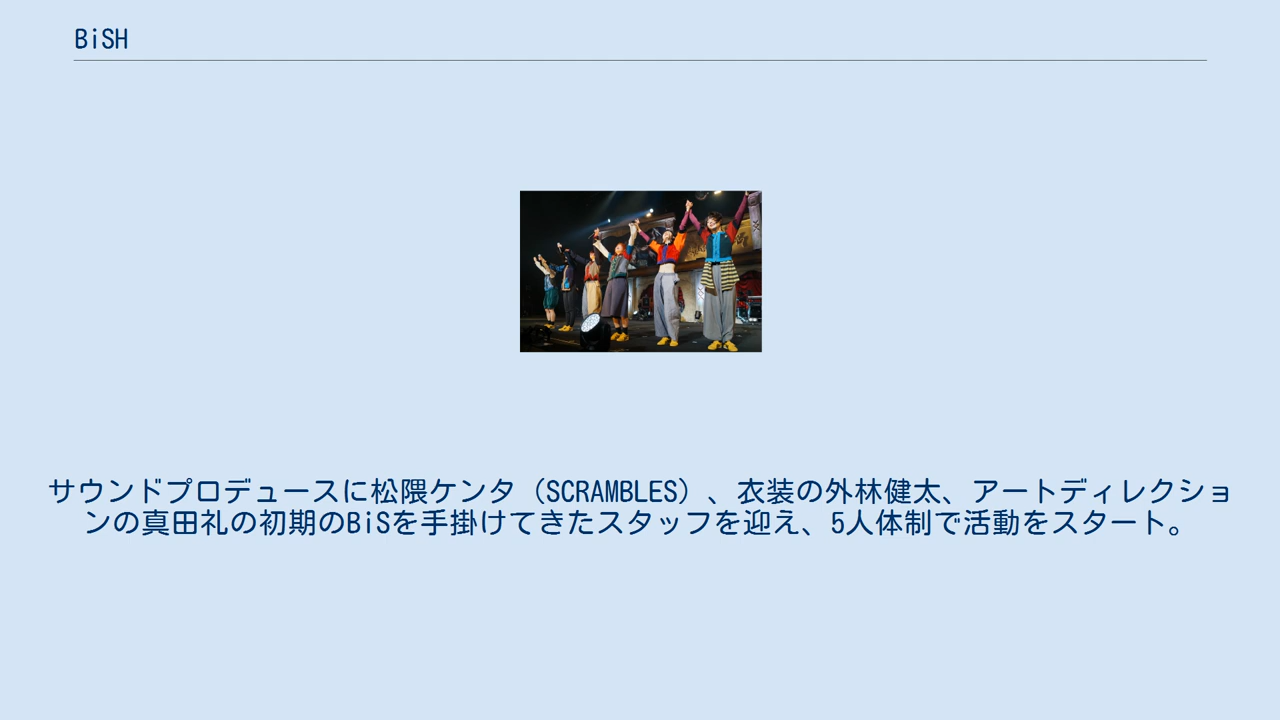 BiSH
サウンドプロデュースに松隈ケンタ（SCRAMBLES）、衣装の外林健太、アートディレクショ
ンの真田礼の初期のBiSを手掛けてきたスタッフを迎え、5人体制で活動をスタート。